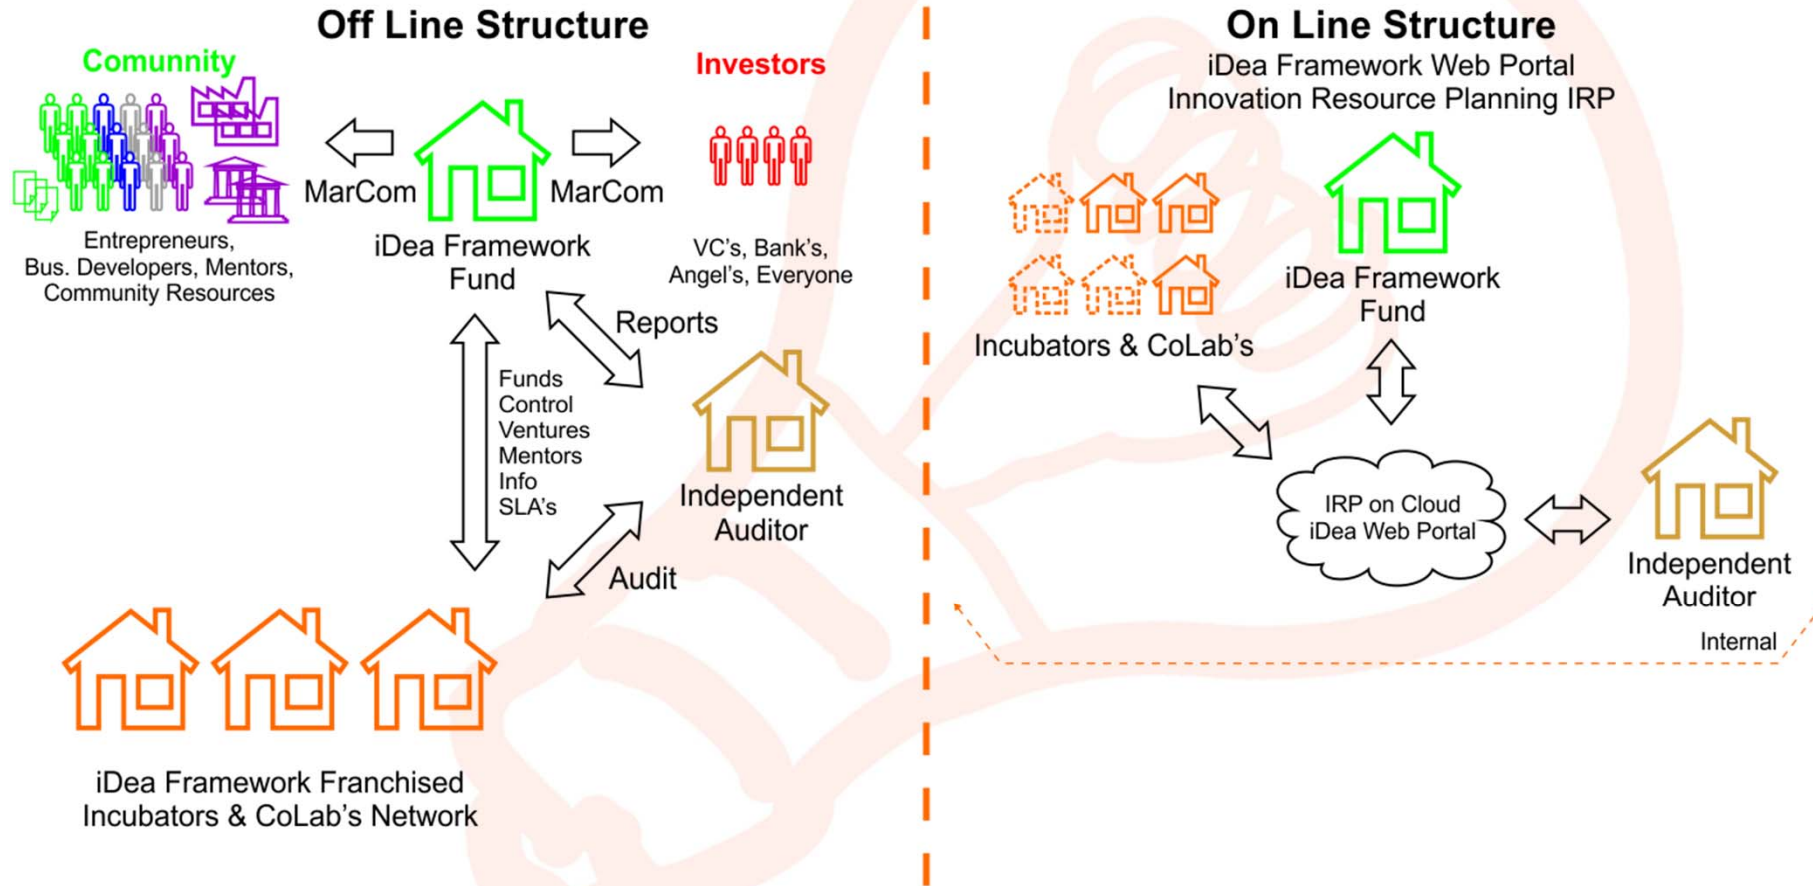 Off Line Structure
Comunnity
Investors
MarCom
MarCom
Entrepreneurs,
Bus. Developers, Mentors,
Community Resources
iDea Framework
Fund
VC's, Bank's,
Angel's, Everyone
Reports
Funds
Control
Ventures
Mentors
Info
SLA's
Independent
Auditor
Audit
iDea Framework Franchised
Incubators & CoLab's Network
On Line Structure
iDea Framework Web Portal
Innovation Resource Planning IRP
iDea Framework
Fund
Incubators & CoLab's
IRP on Cloud
iDea Web Portal
Independent
Auditor
Internal